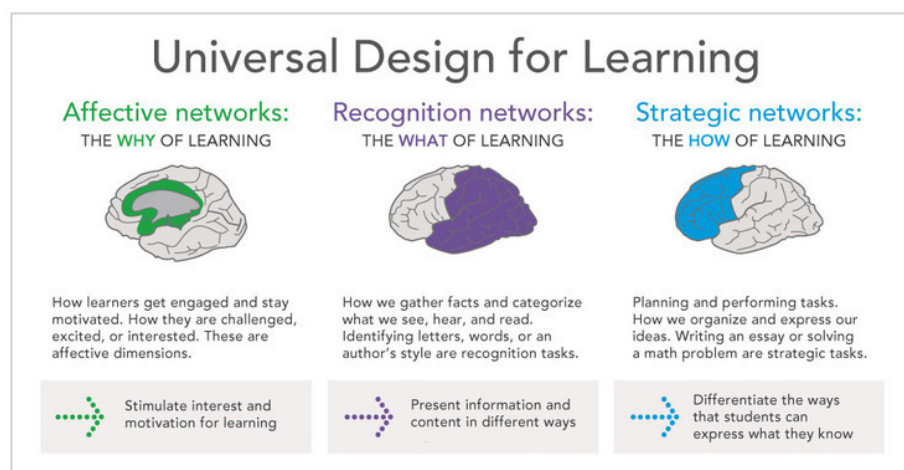 Universal Design for Learning
Affective networks:
THE WHY OF LEARNING
How learners get engaged and stay
motivated. How they are challenged,
excited, or interested. These are
affective dimensions.
Stimulate interest and
motivation for learning
Recognition networks:
THE WHAT OF LEARNING
How we gather facts and categorize
what we see, hear, and read.
Identifying letters, words, or an
author's style are recognition tasks.
Present information and
content in different ways
Strategic networks:
THE HOW OF LEARNING
Planning and performing tasks.
How we organize and express our
ideas. Writing an essay or solving
a math problem are strategic tasks.
Differentiate the ways
that students can
express what they know